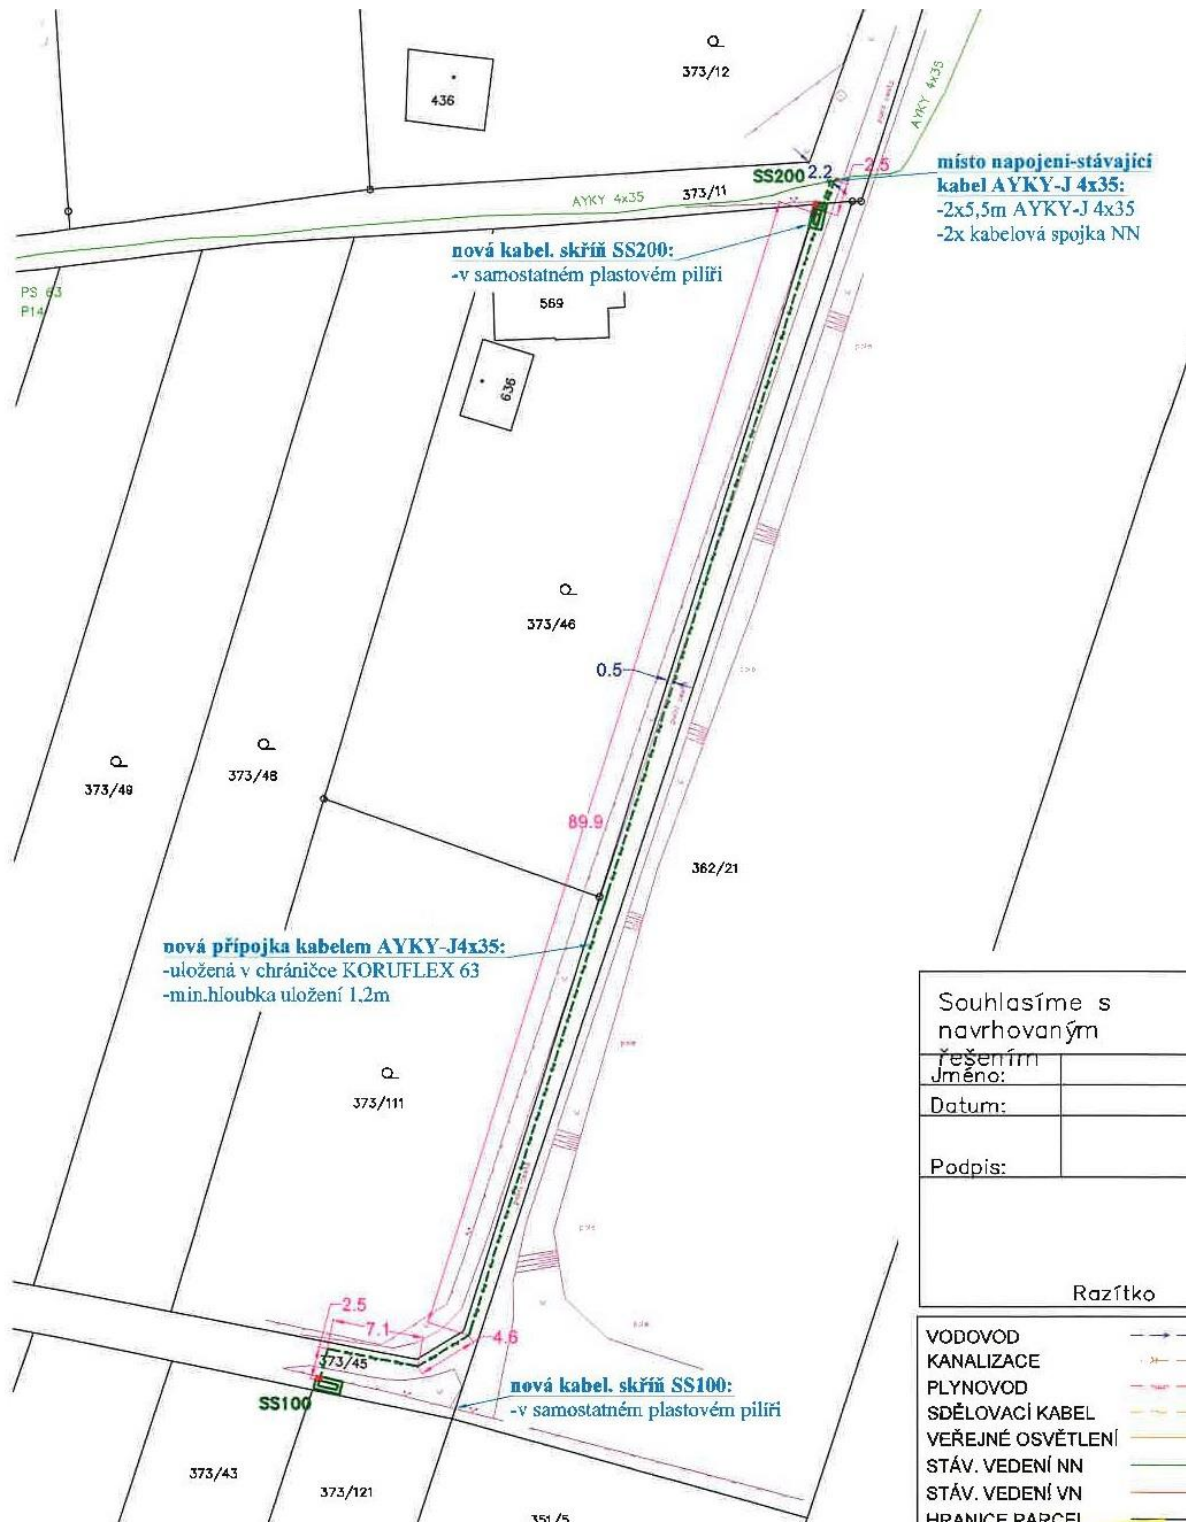 373/12
436
AYKY 4x35
místo napojení-stávající
kabel AYKY-J 4x35:
-2x5,5m AYKY-J 4x35
-2x kabelová spojka NN
SS200
2.2
2.5
AYKY 4x35
373/11
nová kabel. skříň SS200:
-v samostatném plastovém pilíři
PS 63
P14
569
636
373/46
0.5
373/49
373/48
89.9
362/21
nová přípojka kabelem AYKY-J4x35:
-uložená v chráničce KORUFLEX 63
-min.hloubka uložení 1,2m
373/111
Souhlasíme s
navrhovaným
řešením
Jméno:
Datum:
Podpis:
Razítko
2.5
7.1
4.6
373/45
SS100
nová kabel. skříň SS100:
-v samostatném plastovém pilíři
373/43
373/121
351/5
VODOVOD
KANALIZACE
PLYNOVOD
SDĚLOVACÍ KABEL
VEŘEJNÉ OSVĚTLENÍ
STÁV. VEDENÍ NN
STÁV. VEDENÍ VN
HRANICE PARCEL